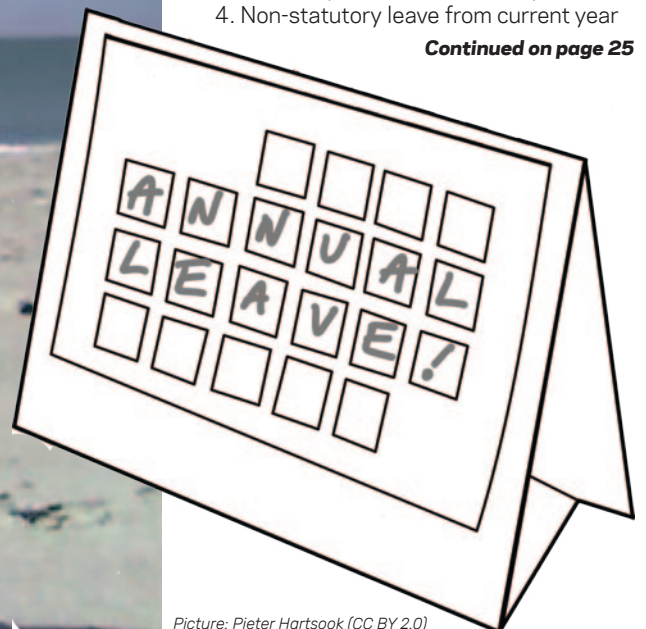 4. Non-statutory leave from current year
Continued on page 25
ANNUAL
LEAVE!
Picture: Pieter Hartsook (CC BY 2.0)